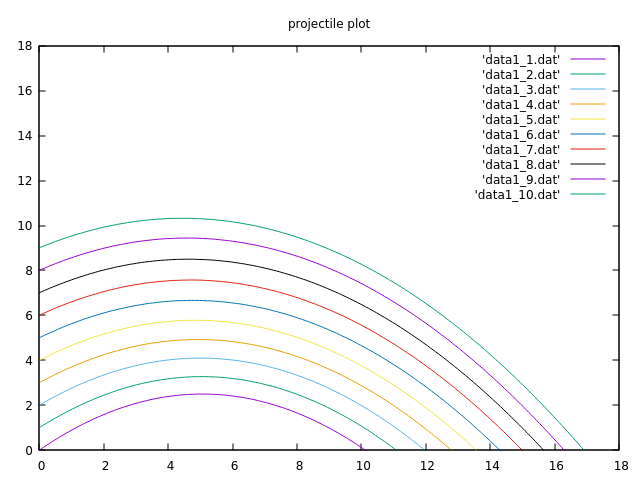 projectile plot
18
16
14
12
10
8
6
4
2
0
'data1_1.dat'
'data1_2.dat'
'data1_3.dat'
'data1_4.dat'
'data1_5.dat'
'data1_6.dat'
'data1_7.dat'
'data1_8.dat'
'data1_9.dat'
'data1_10.dat'
0 2 4 6 8 10 12 14 16 18